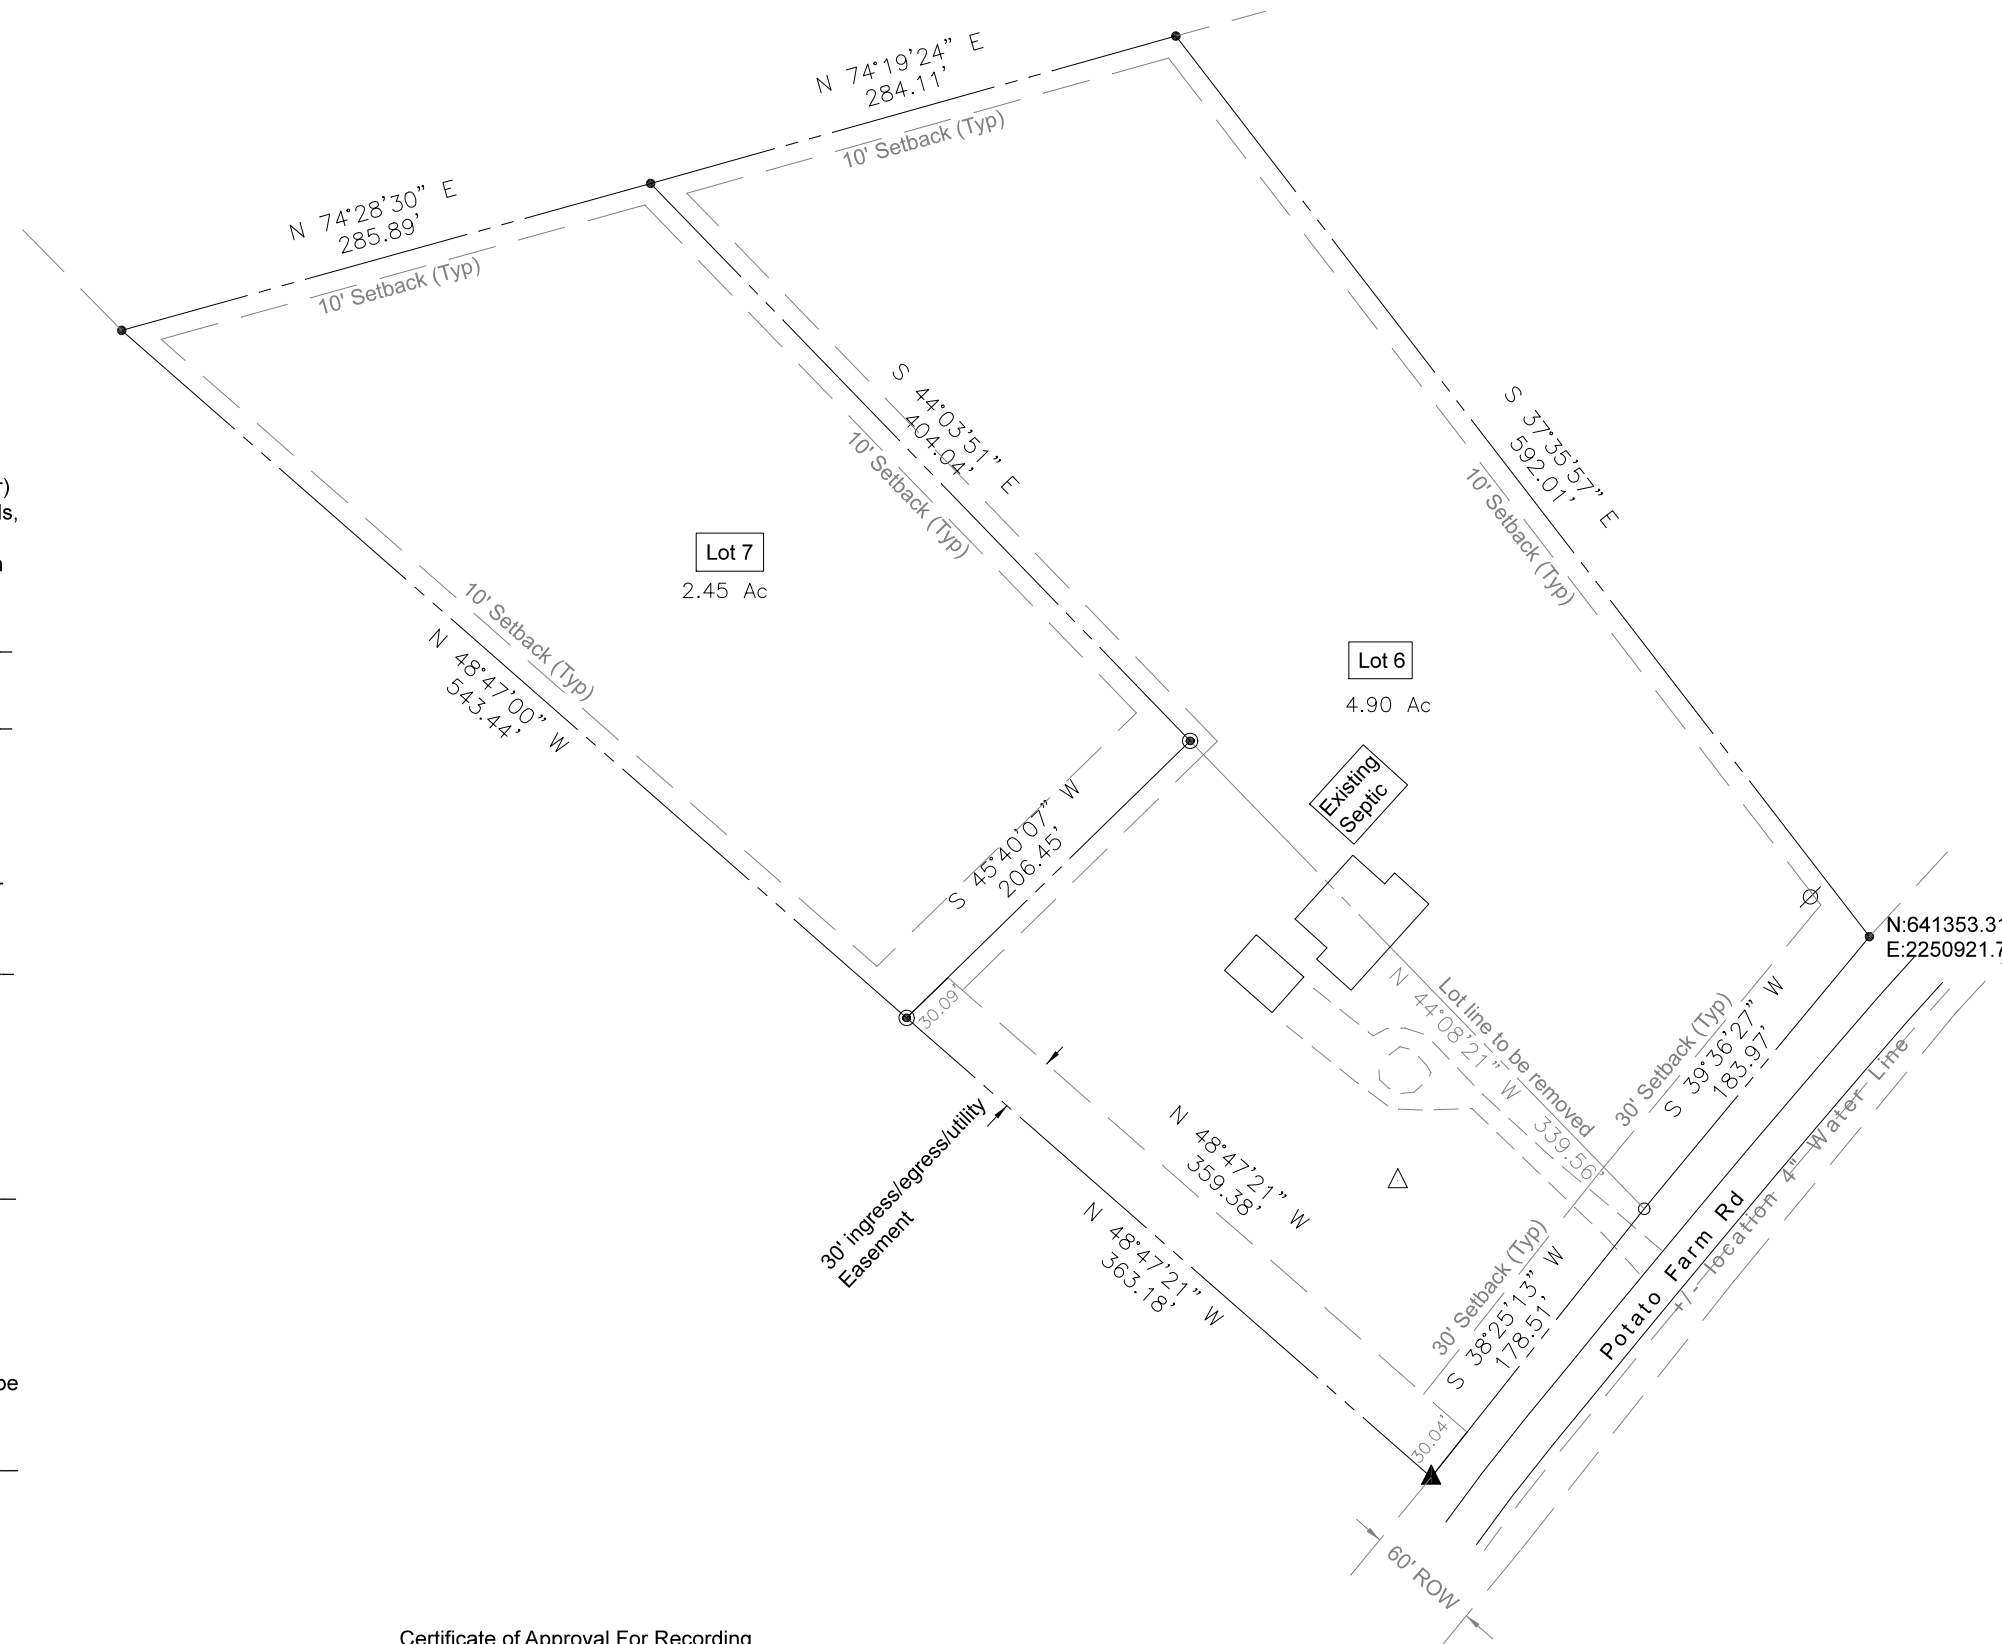 N 74°19'24" E
284.11'
10' Setback (Typ)
N 74°28'30" E
285.89'
10' Setback (Typ)
S 44°03'51" E
404.04'
10' Setback (Typ)
S 37°35'57" E
592.01'
10' Setback (Typ)
Lot 7
2.45 Ac
10' Setback (Typ)
N 48°47'00" W
543.44'
Lot 6
4.90 Ac
Existing
Septic
S 45°40'07" W
206.45'
N:641353.31
E:2250921.7
30.09'
Lot line to be removed
N 44°08'21" W 339.56'
30' Setback (Typ)
S 39°36'27" W
183.97'
+/- location 4" Water Line
30' ingress/egress/utility
Easement
N 48°47'21" W
359.38'
N 48°47'21" W
363.18'
30' Setback (Typ)
S 38°25'13" W
178.51'
Potato Farm Rd
30.04'
60' ROW
Certificate of Approval For Recording